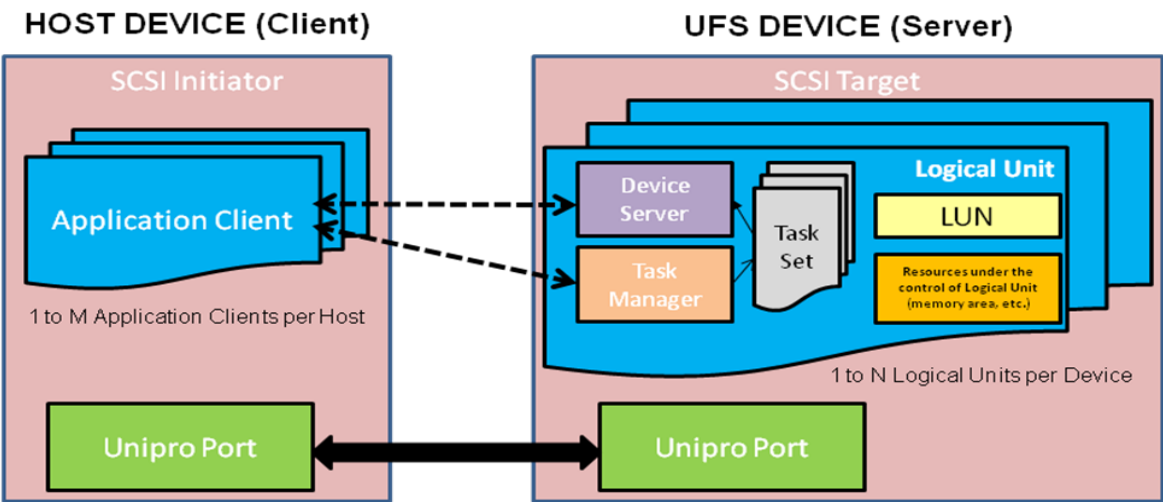 HOST DEVICE (Client)
UFS DEVICE (Server)
SCSI Initiator
Application Client
1 to M Application Clients per Host
Unipro Port
SCSI Target
Logical Unit
Device
Server
Task
Manager
Task
Set
LUN
Resources under the
control of Logical Unit
(memory area, etc.)
1 to N Logical Units per Device
Unipro Port